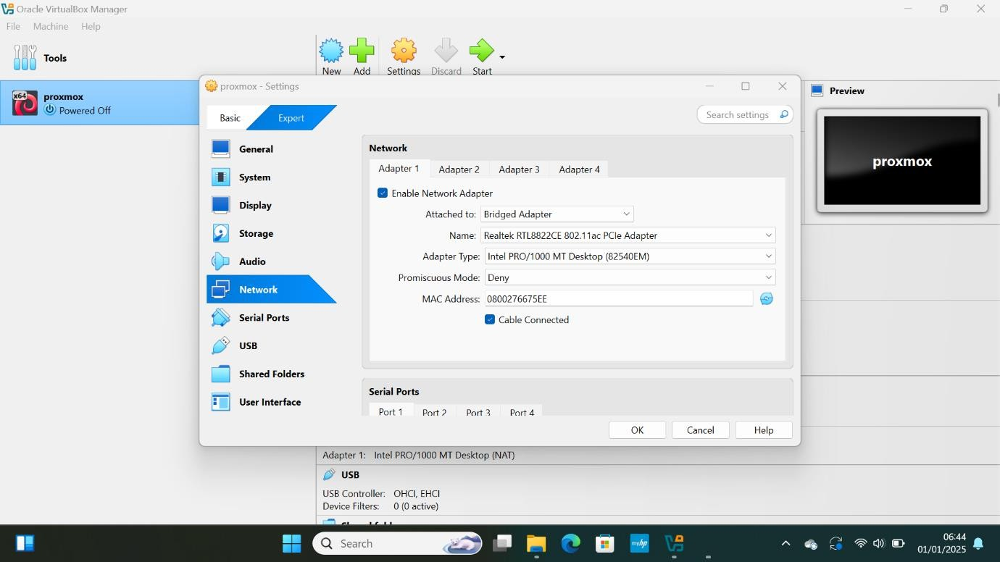 Oracle VirtualBox Manager
File Machine Help
Tools
New Add Settings Discard Start
x64
proxmox
Powered Off
proxmox - Settings
Basic Expert
Search settings
General
System
Display
Storage
Audio
Network
Serial Ports
USB
Shared Folders
User Interface
Network
Adapter 1 Adapter 2 Adapter 3 Adapter 4
Enable Network Adapter
Attached to: Bridged Adapter
Name: Realtek RTL8822CE 802.11ac PCIe Adapter
Adapter Type: Intel PRO/1000 MT Desktop (82540EM)
Promiscuous Mode: Deny
MAC Address: 0800276675EE
Cable Connected
Serial Ports
Port 1 Port 2 Port 3 Port 4
OK Cancel Help
Preview
proxmox
Adapter 1: Intel PRO/1000 MT Desktop (NAT)
USB
USB Controller: OHCI, EHCI
Device Filters: 0 (0 active)
Search
myhp
06:44
01/01/2025